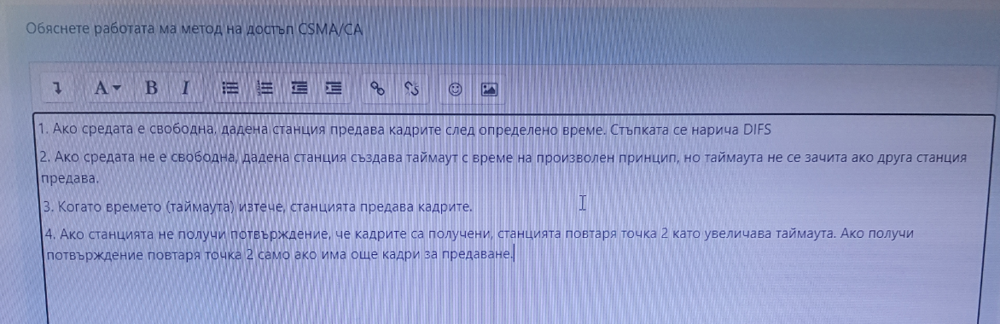 Обяснете работата ма метод на достъп CSMA/CA
A B I
1. Ако средата е свободна, дадена станция предава кадрите след определено време. Стъпката се нарича DIFS
2. Ако средата не е свободна, дадена станция създава таймаут с време на произволен принцип, но таймаута не се зачита ако друга станция
предава.
3. Когато времето (таймаута) изтече, станцията предава кадрите.
4. Ако станцията не получи потвърждение, че кадрите са получени, станцията повтаря точка 2 като увеличава таймаута. Ако получи
потвърждение повтаря точка 2 само ако има още кадри за предаване.